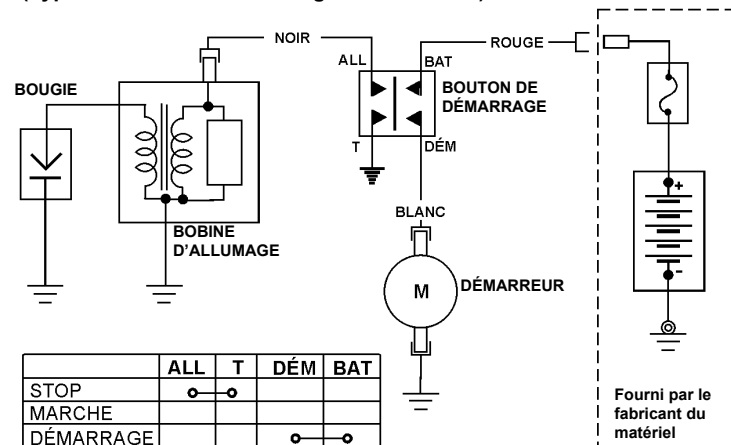 NOIR
ROUGE
ALL
BAT
BOUGIE
BOUTON DE
DÉMARRAGE
T
DÉM
BLANC
BOBINE
D'ALLUMAGE
M
DÉMARREUR
+
-
ALL T DÉM BAT
STOP
MARCHE
DÉMARRAGE
Fourni par le
fabricant du
matériel